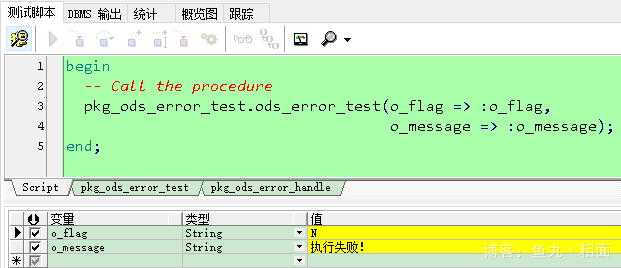 测试脚本 DBMS 输出 统计 概览图 跟踪
1 begin
2 -- Call the procedure
3 pkg_ods_error_test.ods_error_test(o_flag => :o_flag,
4 o_message => :o_message);
5 end;
Script pkg_ods_error_test pkg_ods_error_handle
变量 类型 值
o_flag String N
o_message String 执行失败!
博客:鱼九·粗面